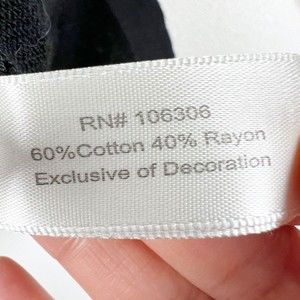 RN# 106306
60%Cotton 40% Rayon
Exclusive of Decoration